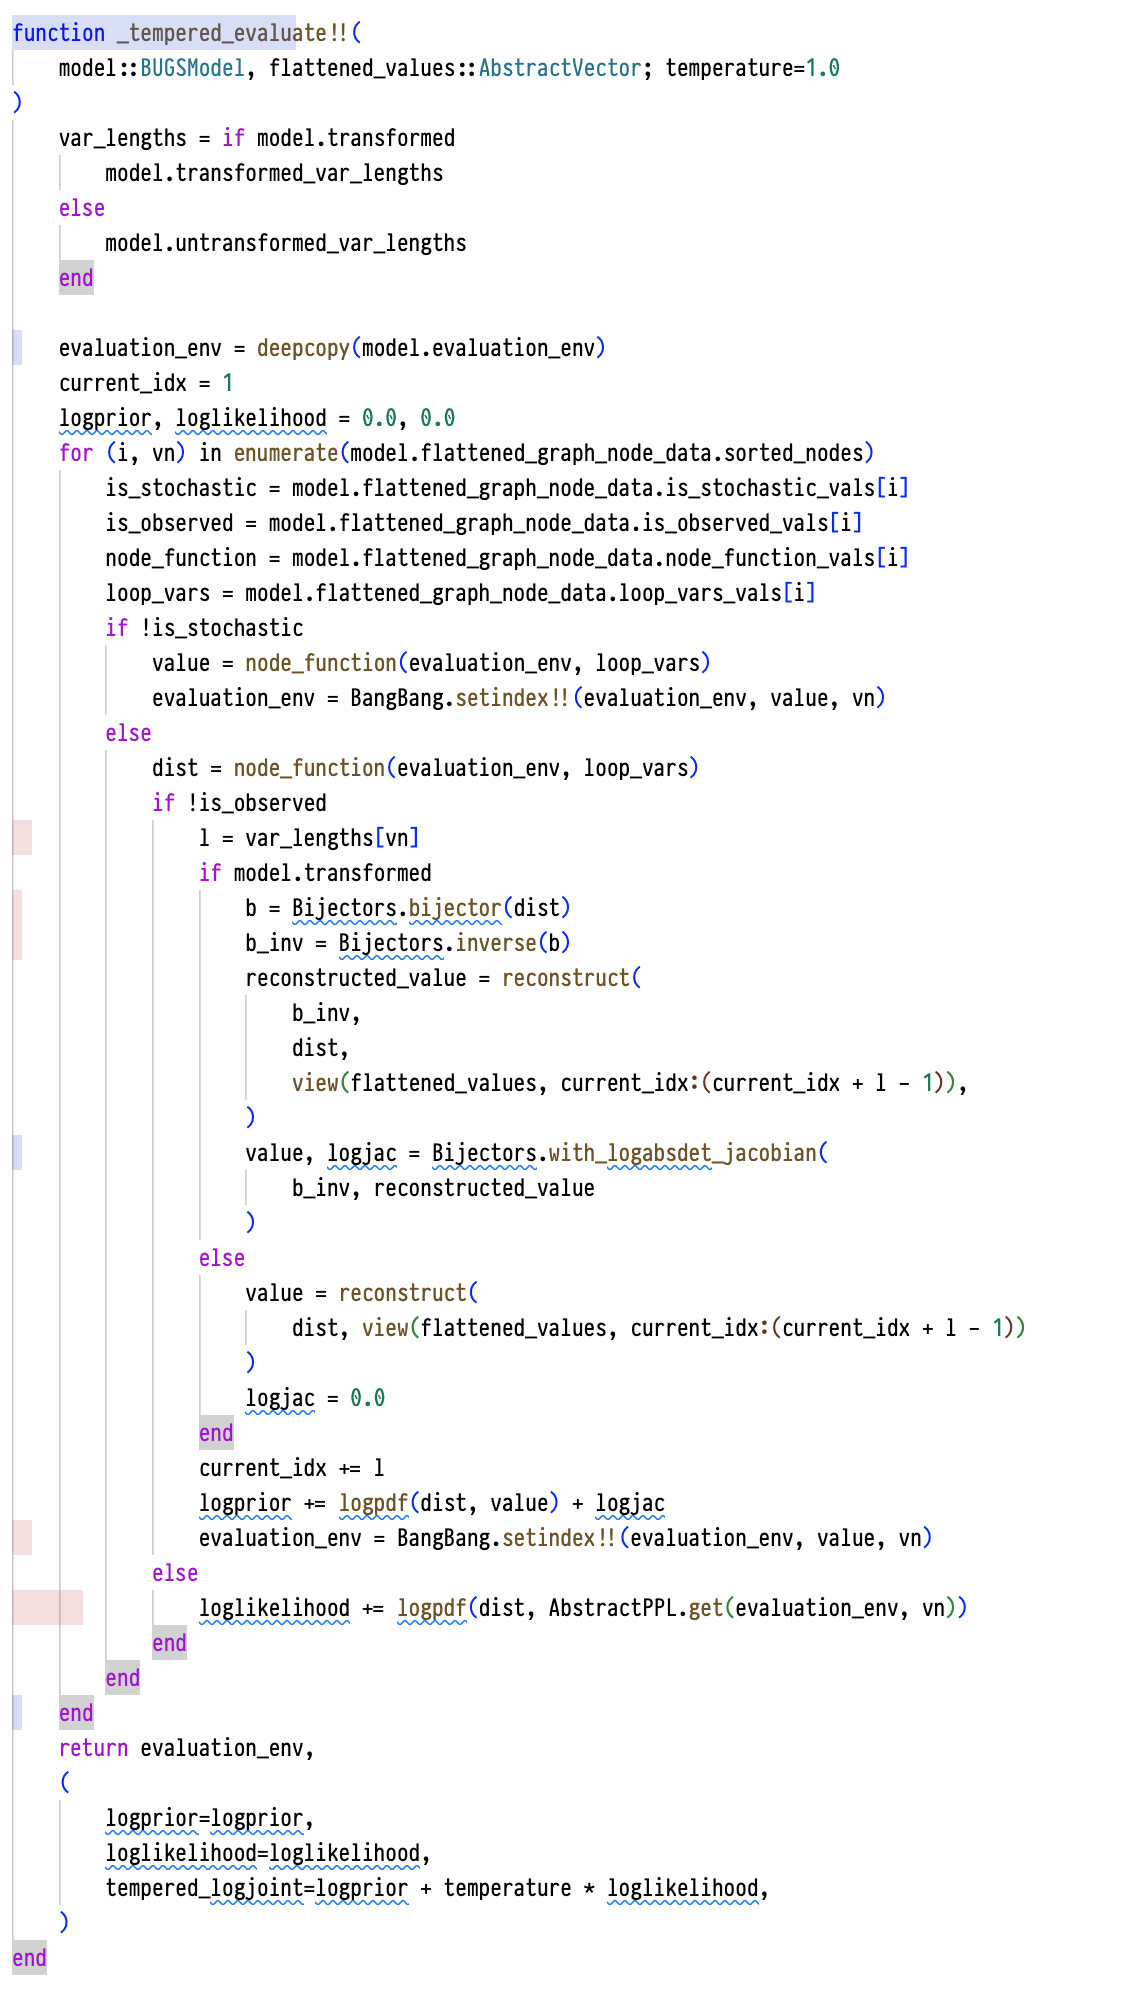 function _tempered_evaluate!!(
    model::BUGSModel, flattened_values::AbstractVector; temperature=1.0
)
    var_lengths = if model.transformed
        model.transformed_var_lengths
    else
        model.untransformed_var_lengths
    end

    evaluation_env = deepcopy(model.evaluation_env)
    current_idx = 1
    logprior, loglikelihood = 0.0, 0.0
    for (i, vn) in enumerate(model.flattened_graph_node_data.sorted_nodes)
        is_stochastic = model.flattened_graph_node_data.is_stochastic_vals[i]
        is_observed = model.flattened_graph_node_data.is_observed_vals[i]
        node_function = model.flattened_graph_node_data.node_function_vals[i]
        loop_vars = model.flattened_graph_node_data.loop_vars_vals[i]
        if !is_stochastic
            value = node_function(evaluation_env, loop_vars)
            evaluation_env = BangBang.setindex!!(evaluation_env, value, vn)
        else
            dist = node_function(evaluation_env, loop_vars)
            if !is_observed
                l = var_lengths[vn]
                if model.transformed
                    b = Bijectors.bijector(dist)
                    b_inv = Bijectors.inverse(b)
                    reconstructed_value = reconstruct(
                        b_inv,
                        dist,
                        view(flattened_values, current_idx:(current_idx + l - 1)),
                    )
                    value, logjac = Bijectors.with_logabsdet_jacobian(
                        b_inv, reconstructed_value
                    )
                else
                    value = reconstruct(
                        dist, view(flattened_values, current_idx:(current_idx + l - 1))
                    )
                    logjac = 0.0
                end
                current_idx += l
                logprior += logpdf(dist, value) + logjac
                evaluation_env = BangBang.setindex!!(evaluation_env, value, vn)
            else
                loglikelihood += logpdf(dist, AbstractPPL.get(evaluation_env, vn))
            end
        end
    end
    return evaluation_env,
    (
        logprior=logprior,
        loglikelihood=loglikelihood,
        tempered_logjoint=logprior + temperature * loglikelihood,
    )
end